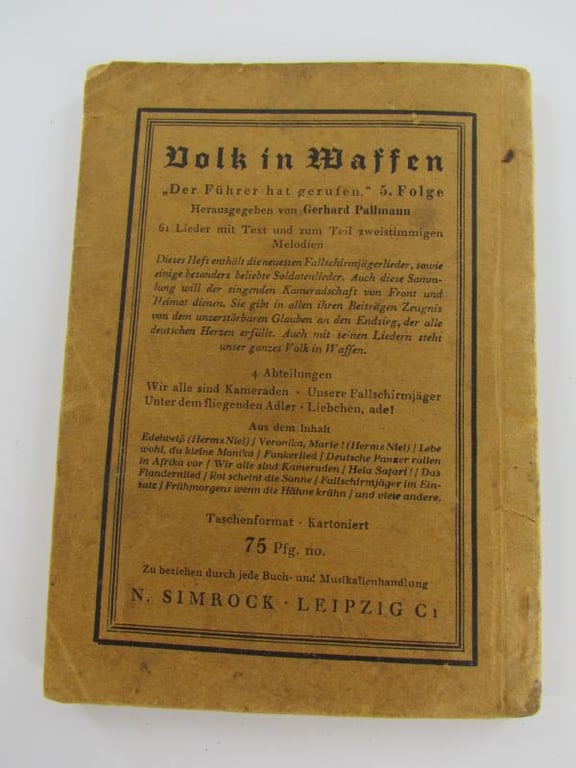 Volk in Waffen
„Der Führer hat gerufen.“ 5. Folge
Herausgegeben von Gerhard Pallmann
61 Lieder mit Text und zum Teil zweistimmigen
Melodien
Dieses Heft enthält die neuesten Fallschirmjägerlieder, sowie
einige besonders beliebte Soldatenlieder. Auch diese Samm-
lung will der singenden Kameradschaft von Front und
Heimat dienen. Sie gibt in allen ihren Beiträgen Zeugnis
von dem unzerstörbaren Glauben an den Endsieg, der alle
deutschen Herzen erfüllt. Auch mit seinen Liedern steht
unser ganzes Volk in Waffen.
4 Abteilungen
Wir alle sind Kameraden · Unsere Fallschirmjäger
Unter dem fliegenden Adler · Liebchen, ade!
Aus dem Inhalt
Edelweiß (Herms Niel) / Veronika, Marie! (Herms Niel) / Lebe
wohl, du kleine Monika / Funkerlied / Deutsche Panzer rollen
in Afrika vor / Wir alle sind Kameraden / Heia Safari! / Das
Flandernlied / Rot scheint die Sonne / Fallschirmjäger im Ein-
satz / Frühmorgens wenn die Hähne krähn / und viele andere.
Taschenformat · Kartoniert
75 Pfg. no.
Zu beziehen durch jede Buch- und Musikalienhandlung
N. SIMROCK · LEIPZIG C1